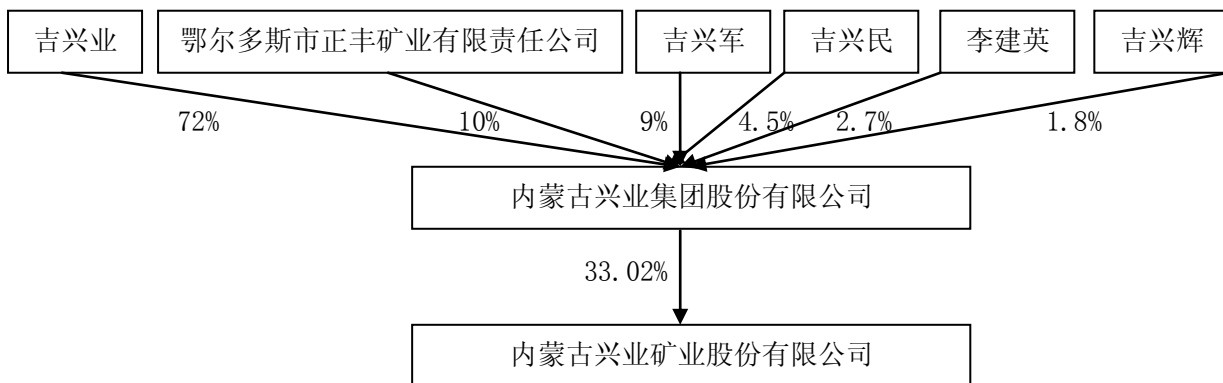 吉兴业
鄂尔多斯市正丰矿业有限责任公司
吉兴军
吉兴民
李建英
吉兴辉
72%
10%
9%
4.5%
2.7%
1.8%
内蒙古兴业集团股份有限公司
33.02%
内蒙古兴业矿业股份有限公司